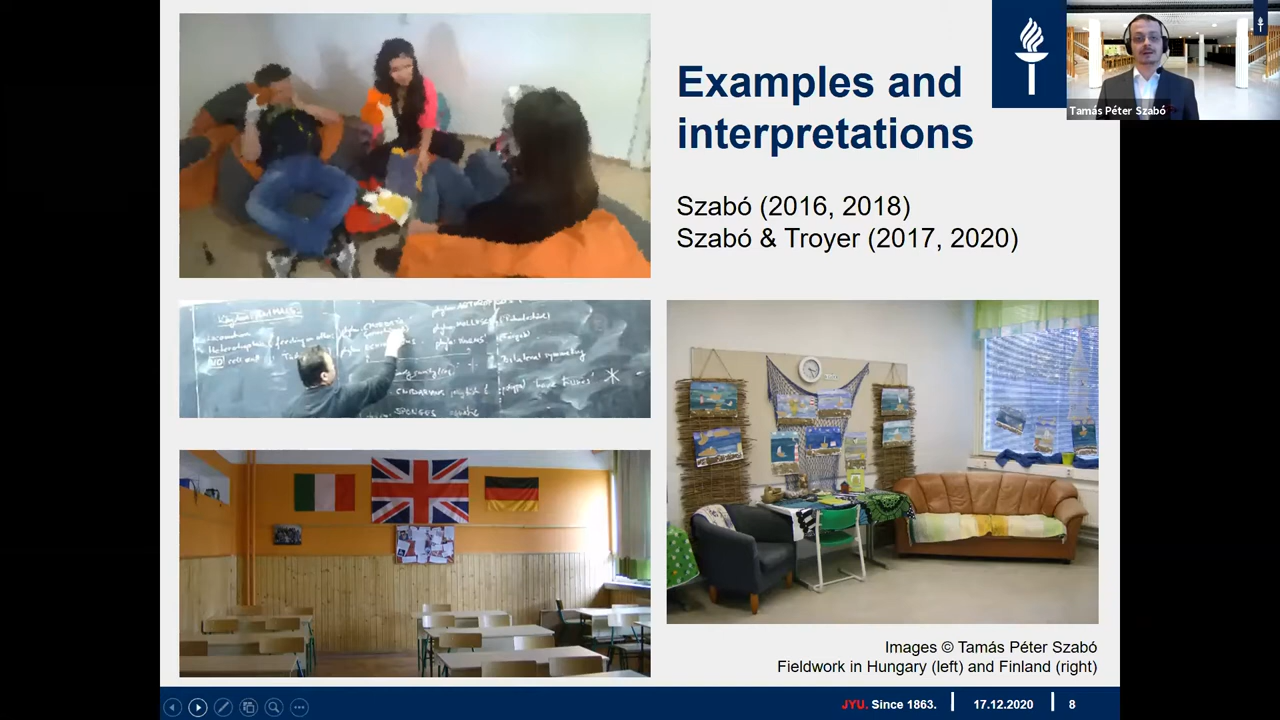 Examples and
interpretations
Tamás Péter Szabó
Szabó (2016, 2018)
Szabó & Troyer (2017, 2020)
Images © Tamás Péter Szabó
Fieldwork in Hungary (left) and Finland (right)
JYU. Since 1863.
17.12.2020
8